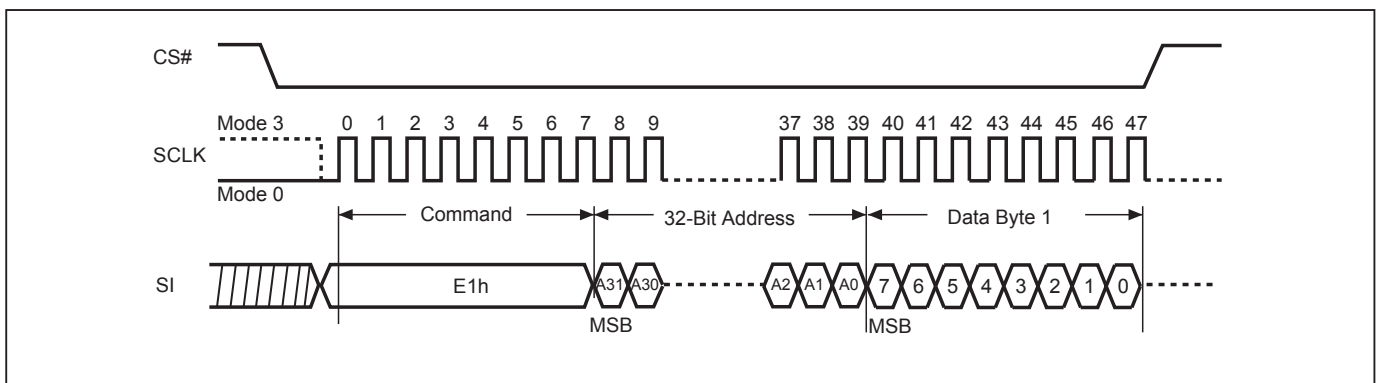 CS#
Mode 3 0 1 2 3 4 5 6 7 8 9 37 38 39 40 41 42 43 44 45 46 47
SCLK
Mode 0
Command 32-Bit Address Data Byte 1
SI E1h A31 A30 A2 A1 A0 7 6 5 4 3 2 1 0
MSB MSB